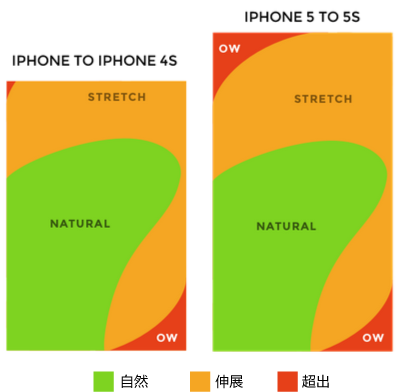 IPHONE 5 TO 5S
IPHONE TO IPHONE 4S
OW
STRETCH
STRETCH
NATURAL
NATURAL
OW
OW
自然
伸展
超出